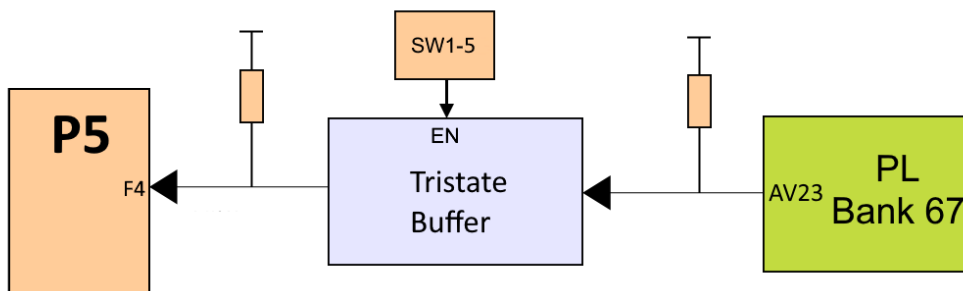 SW1-5
P5
EN
F4
Tristate
Buffer
AV23
PL
Bank 67